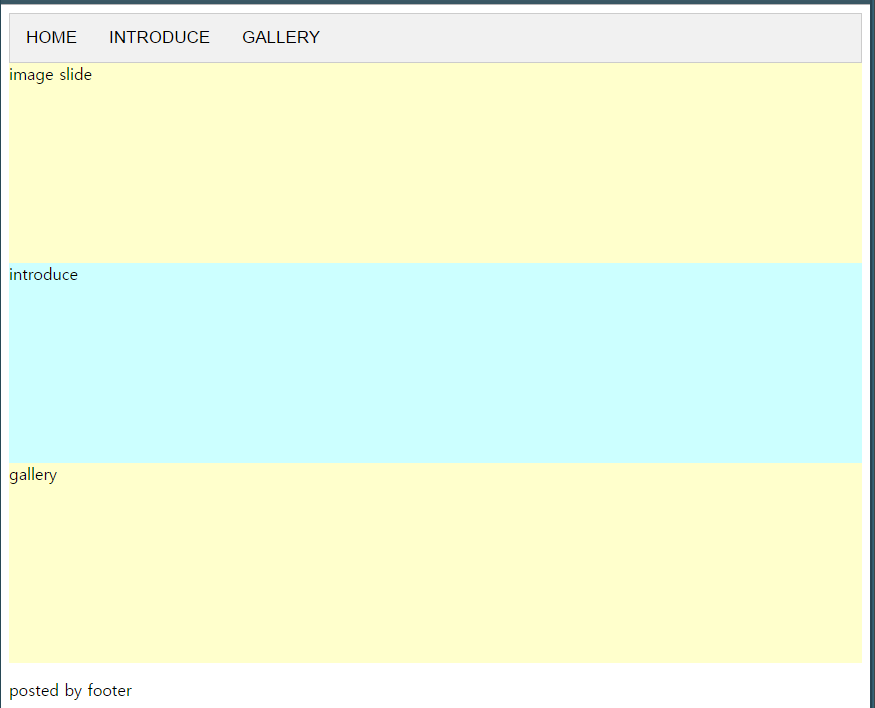 HOME INTRODUCE GALLERY
image slide
introduce
gallery
posted by footer